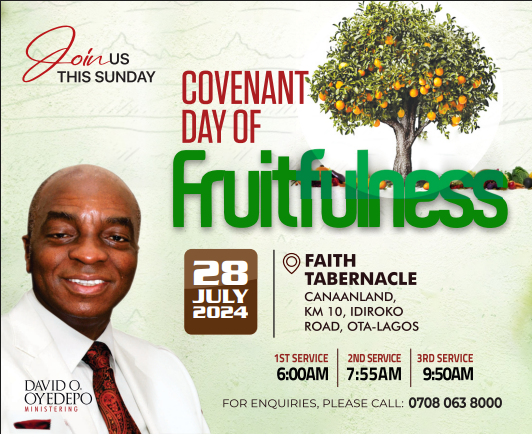 Join US
THIS SUNDAY
COVENANT
DAY OF
Fruitfulness
28
JULY
2024
FAITH
TABERNACLE
CANAANLAND,
KM 10, IDIROKO
ROAD, OTA-LAGOS
1ST SERVICE
6:00AM
2ND SERVICE
7:55AM
3RD SERVICE
9:50AM
DAVID O.
OYEDEPO
MINISTERING
FOR ENQUIRIES, PLEASE CALL: 0708 063 8000